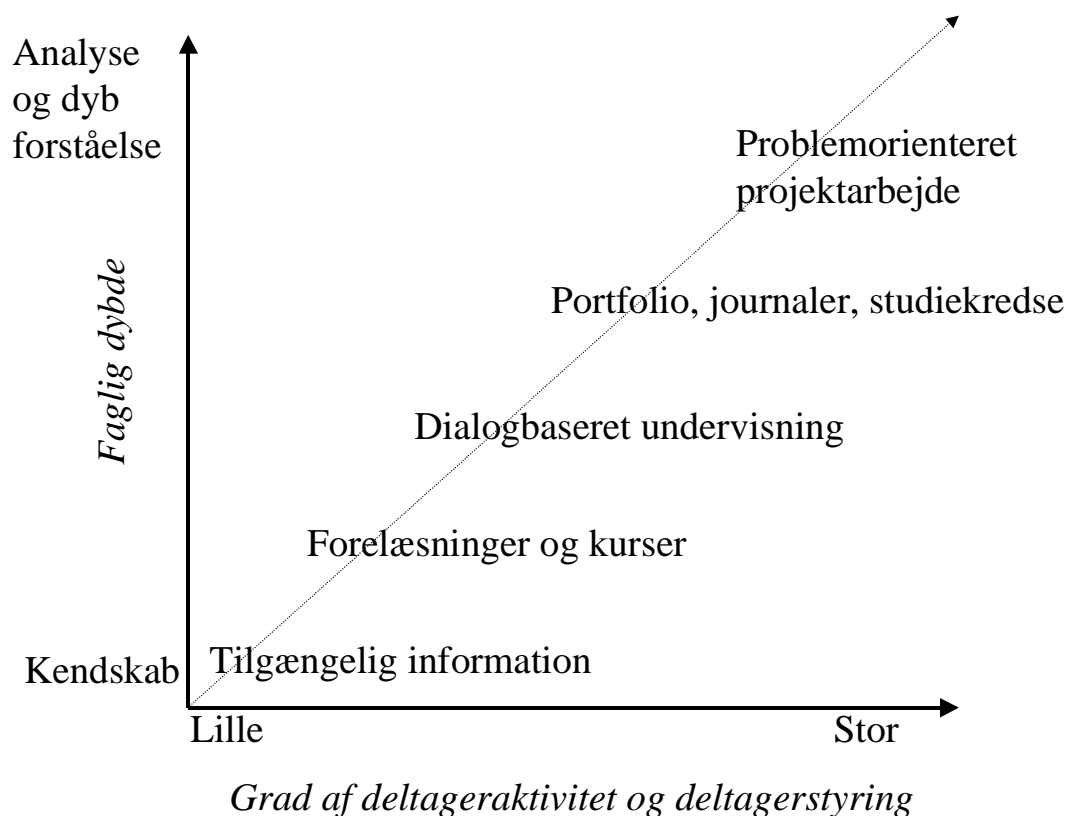 Analyse
og dyb
forståelse
Problemorienteret
projektarbejde
Faglig dybde
Portfolio, journaler, studiekredse
Dialogbaseret undervisning
Forelæsninger og kurser
Kendskab
Tilgængelig information
Lille
Stor
Grad af deltageraktivitet og deltagerstyring